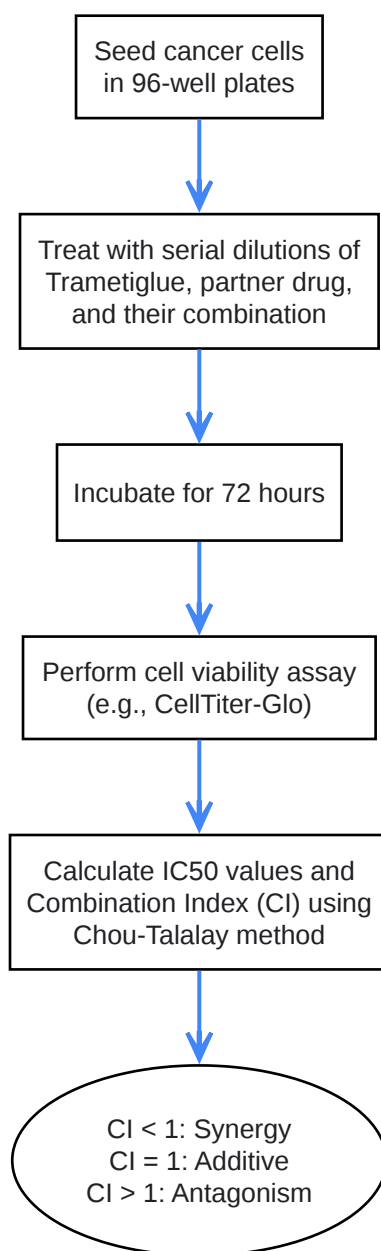 Seed cancer cells
in 96-well plates
Treat with serial dilutions of
Trametiglue, partner drug,
and their combination
Incubate for 72 hours
Perform cell viability assay
(e.g., CellTiter-Glo)
Calculate IC50 values and
Combination Index (CI) using
Chou-Talalay method
CI < 1: Synergy
CI = 1: Additive
CI > 1: Antagonism